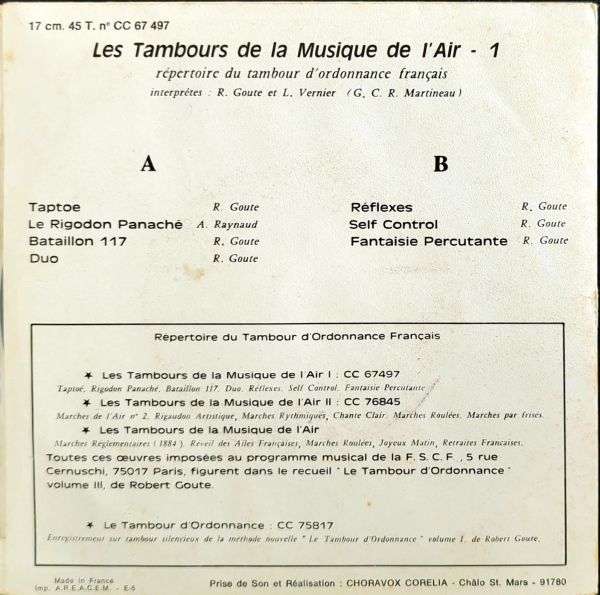 17 cm. 45 T. n° CC 67 497
Les Tambours de la Musique de l'Air - 1
répertoire du tambour d'ordonnance français
interprétes : R. Goute et L. Vernier (G. C. R. Martineau)
A
B
Taptoe R. Goute
Le Rigodon Panaché A. Raynaud
Bataillon 117 R. Goute
Duo R. Goute
Réflexes R. Goute
Self Control R. Goute
Fantaisie Percutante R. Goute
Répertoire du Tambour d'Ordonnance Français
★ Les Tambours de la Musique de l'Air I : CC 67497
Taptoé, Rigodon Panaché, Bataillon 117, Duo, Réflexes, Self Control, Fantaisie Percutante
★ Les Tambours de la Musique de l'Air II : CC 76845
Marches de l'Air n° 2, Rigaudon Artistique, Marches Rythmiques, Chante Clair, Marches Roulées, Marches par frises.
★ Les Tambours de la Musique de l'Air
Marches Réglementaires (1884), Réveil des Ailes Françaises, Marches Roulées, Joyeux Matin, Retraites Francaises.
Toutes ces œuvres imposées au programme musical de la F.S.C.F., 5 rue
Cernuschi, 75017 Paris, figurent dans le recueil " Le Tambour d'Ordonnance "
volume III, de Robert Goute.
★ Le Tambour d'Ordonnance : CC 75817
Enregistrement sur tambour silencieux de la méthode nouvelle " Le Tambour d'Ordonnance " volume I, de Robert Goute.
Made in France
Imp. A.R.E.A.C.E.M. - E-5
Prise de Son et Réalisation : CHORAVOX CORELIA - Châlo St. Mars - 91780